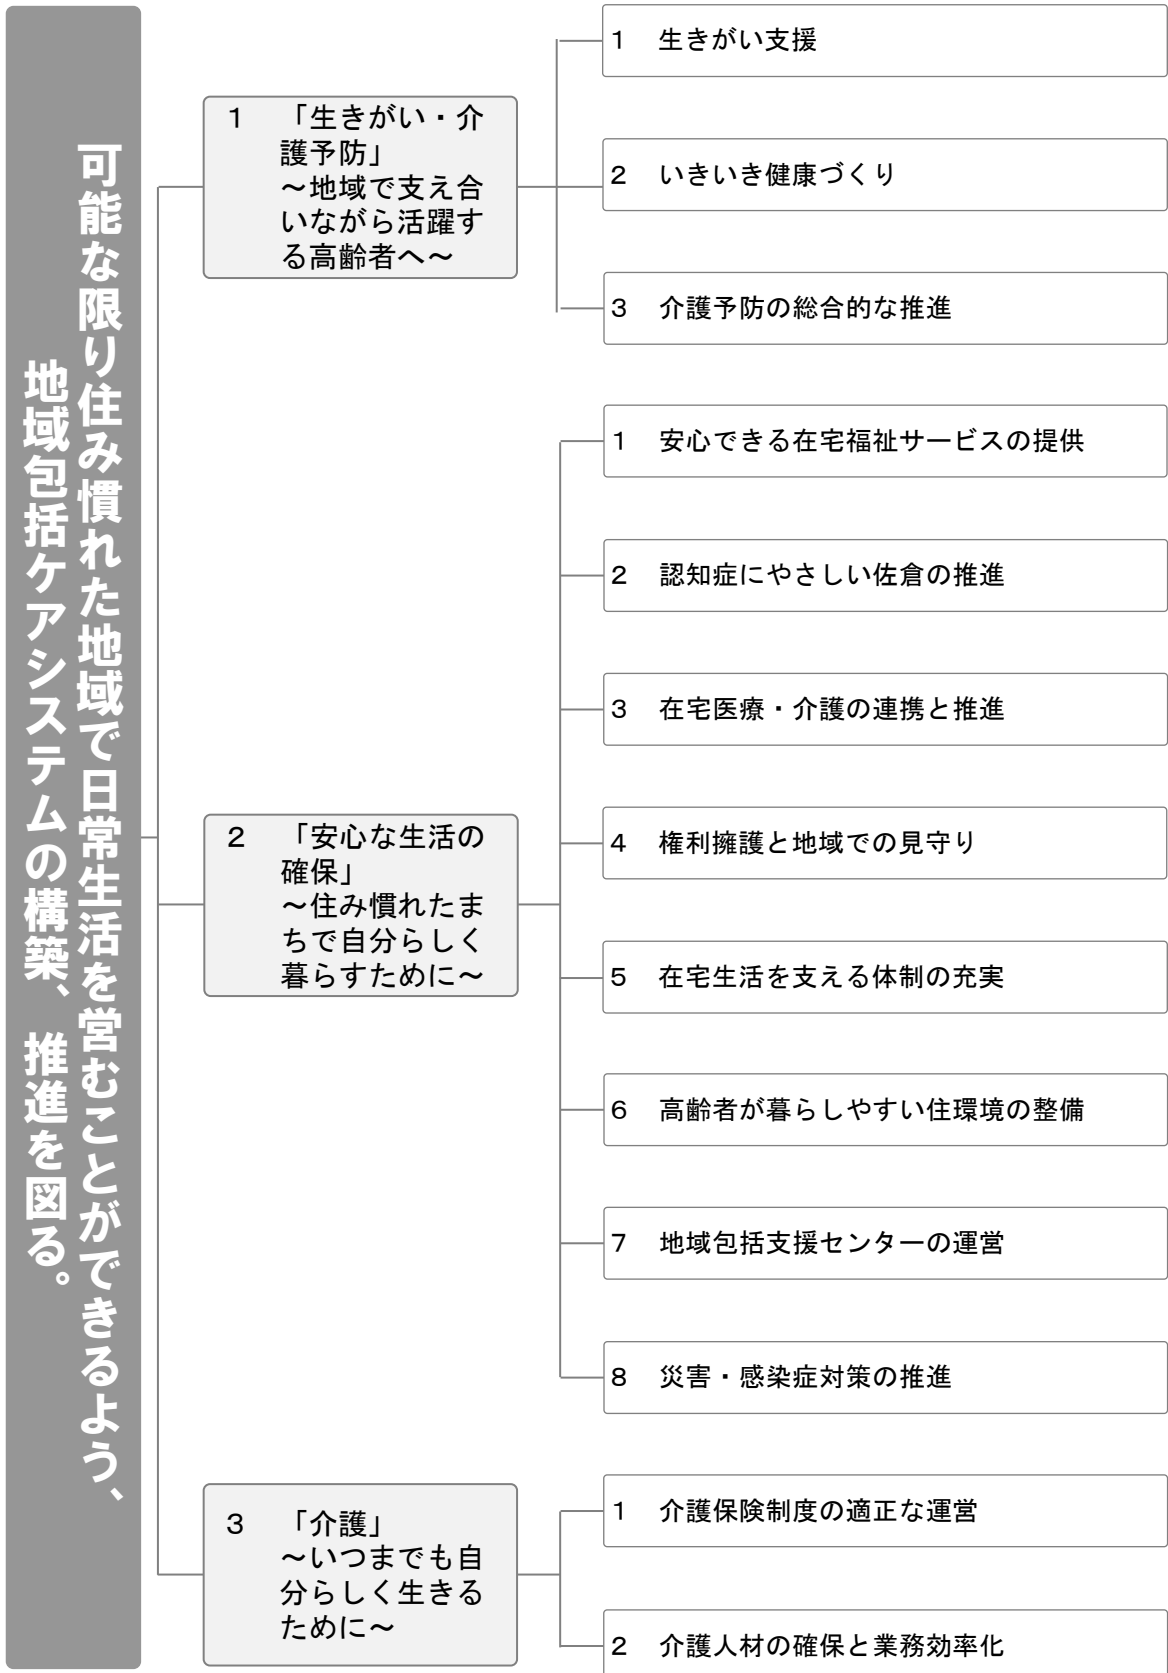 可能な限り住み慣れた地域で日常生活を営むことができるよう、
地域包括ケアシステムの構築、推進を図る。
1 「生きがい・介
護予防」
～地域で支え合
いながら活躍す
る高齢者へ～
1 生きがい支援
2 いきいき健康づくり
3 介護予防の総合的な推進
2 「安心な生活の
確保」
～住み慣れたま
ちで自分らしく
暮らすために～
1 安心できる在宅福祉サービスの提供
2 認知症にやさしい佐倉の推進
3 在宅医療・介護の連携と推進
4 権利擁護と地域での見守り
5 在宅生活を支える体制の充実
6 高齢者が暮らしやすい住環境の整備
7 地域包括支援センターの運営
8 災害・感染症対策の推進
3 「介護」
～いつまでも自
分らしく生きる
ために～
1 介護保険制度の適正な運営
2 介護人材の確保と業務効率化